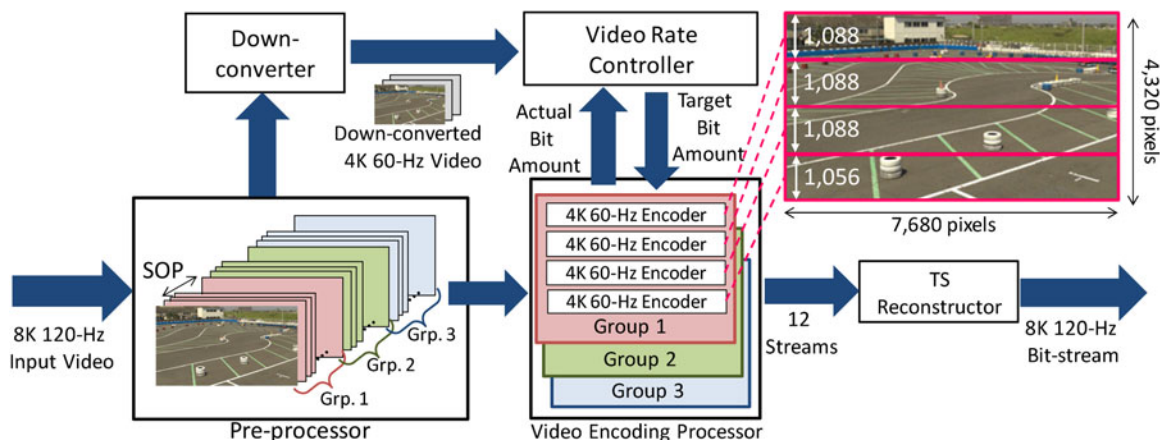 Down-
converter
Video Rate
Controller
Down-converted
4K 60-Hz Video
Actual
Bit
Amount
Target
Bit
Amount
1,088
1,088
1,088
1,056
4,320 pixels
7,680 pixels
8K 120-Hz
Input Video
SOP
Grp. 1
Grp. 2
Grp. 3
Pre-processor
4K 60-Hz Encoder
4K 60-Hz Encoder
4K 60-Hz Encoder
4K 60-Hz Encoder
Group 1
Group 2
Group 3
Video Encoding Processor
12
Streams
TS
Reconstructor
8K 120-Hz
Bit-stream